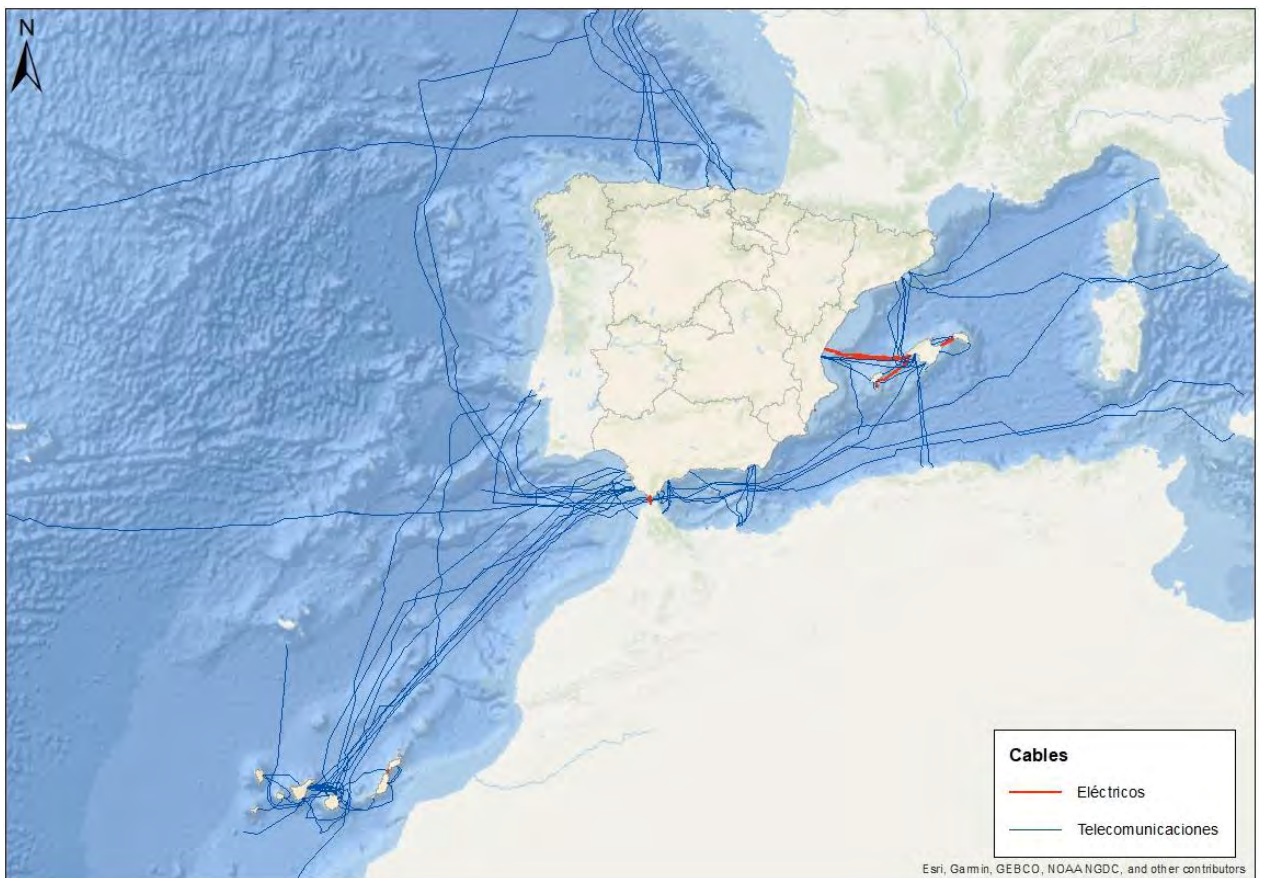 N
Cables
Eléctricos
Telecomunicaciones
Esri, Garmin, GEBCO, NOAA NGDC, and other contributors